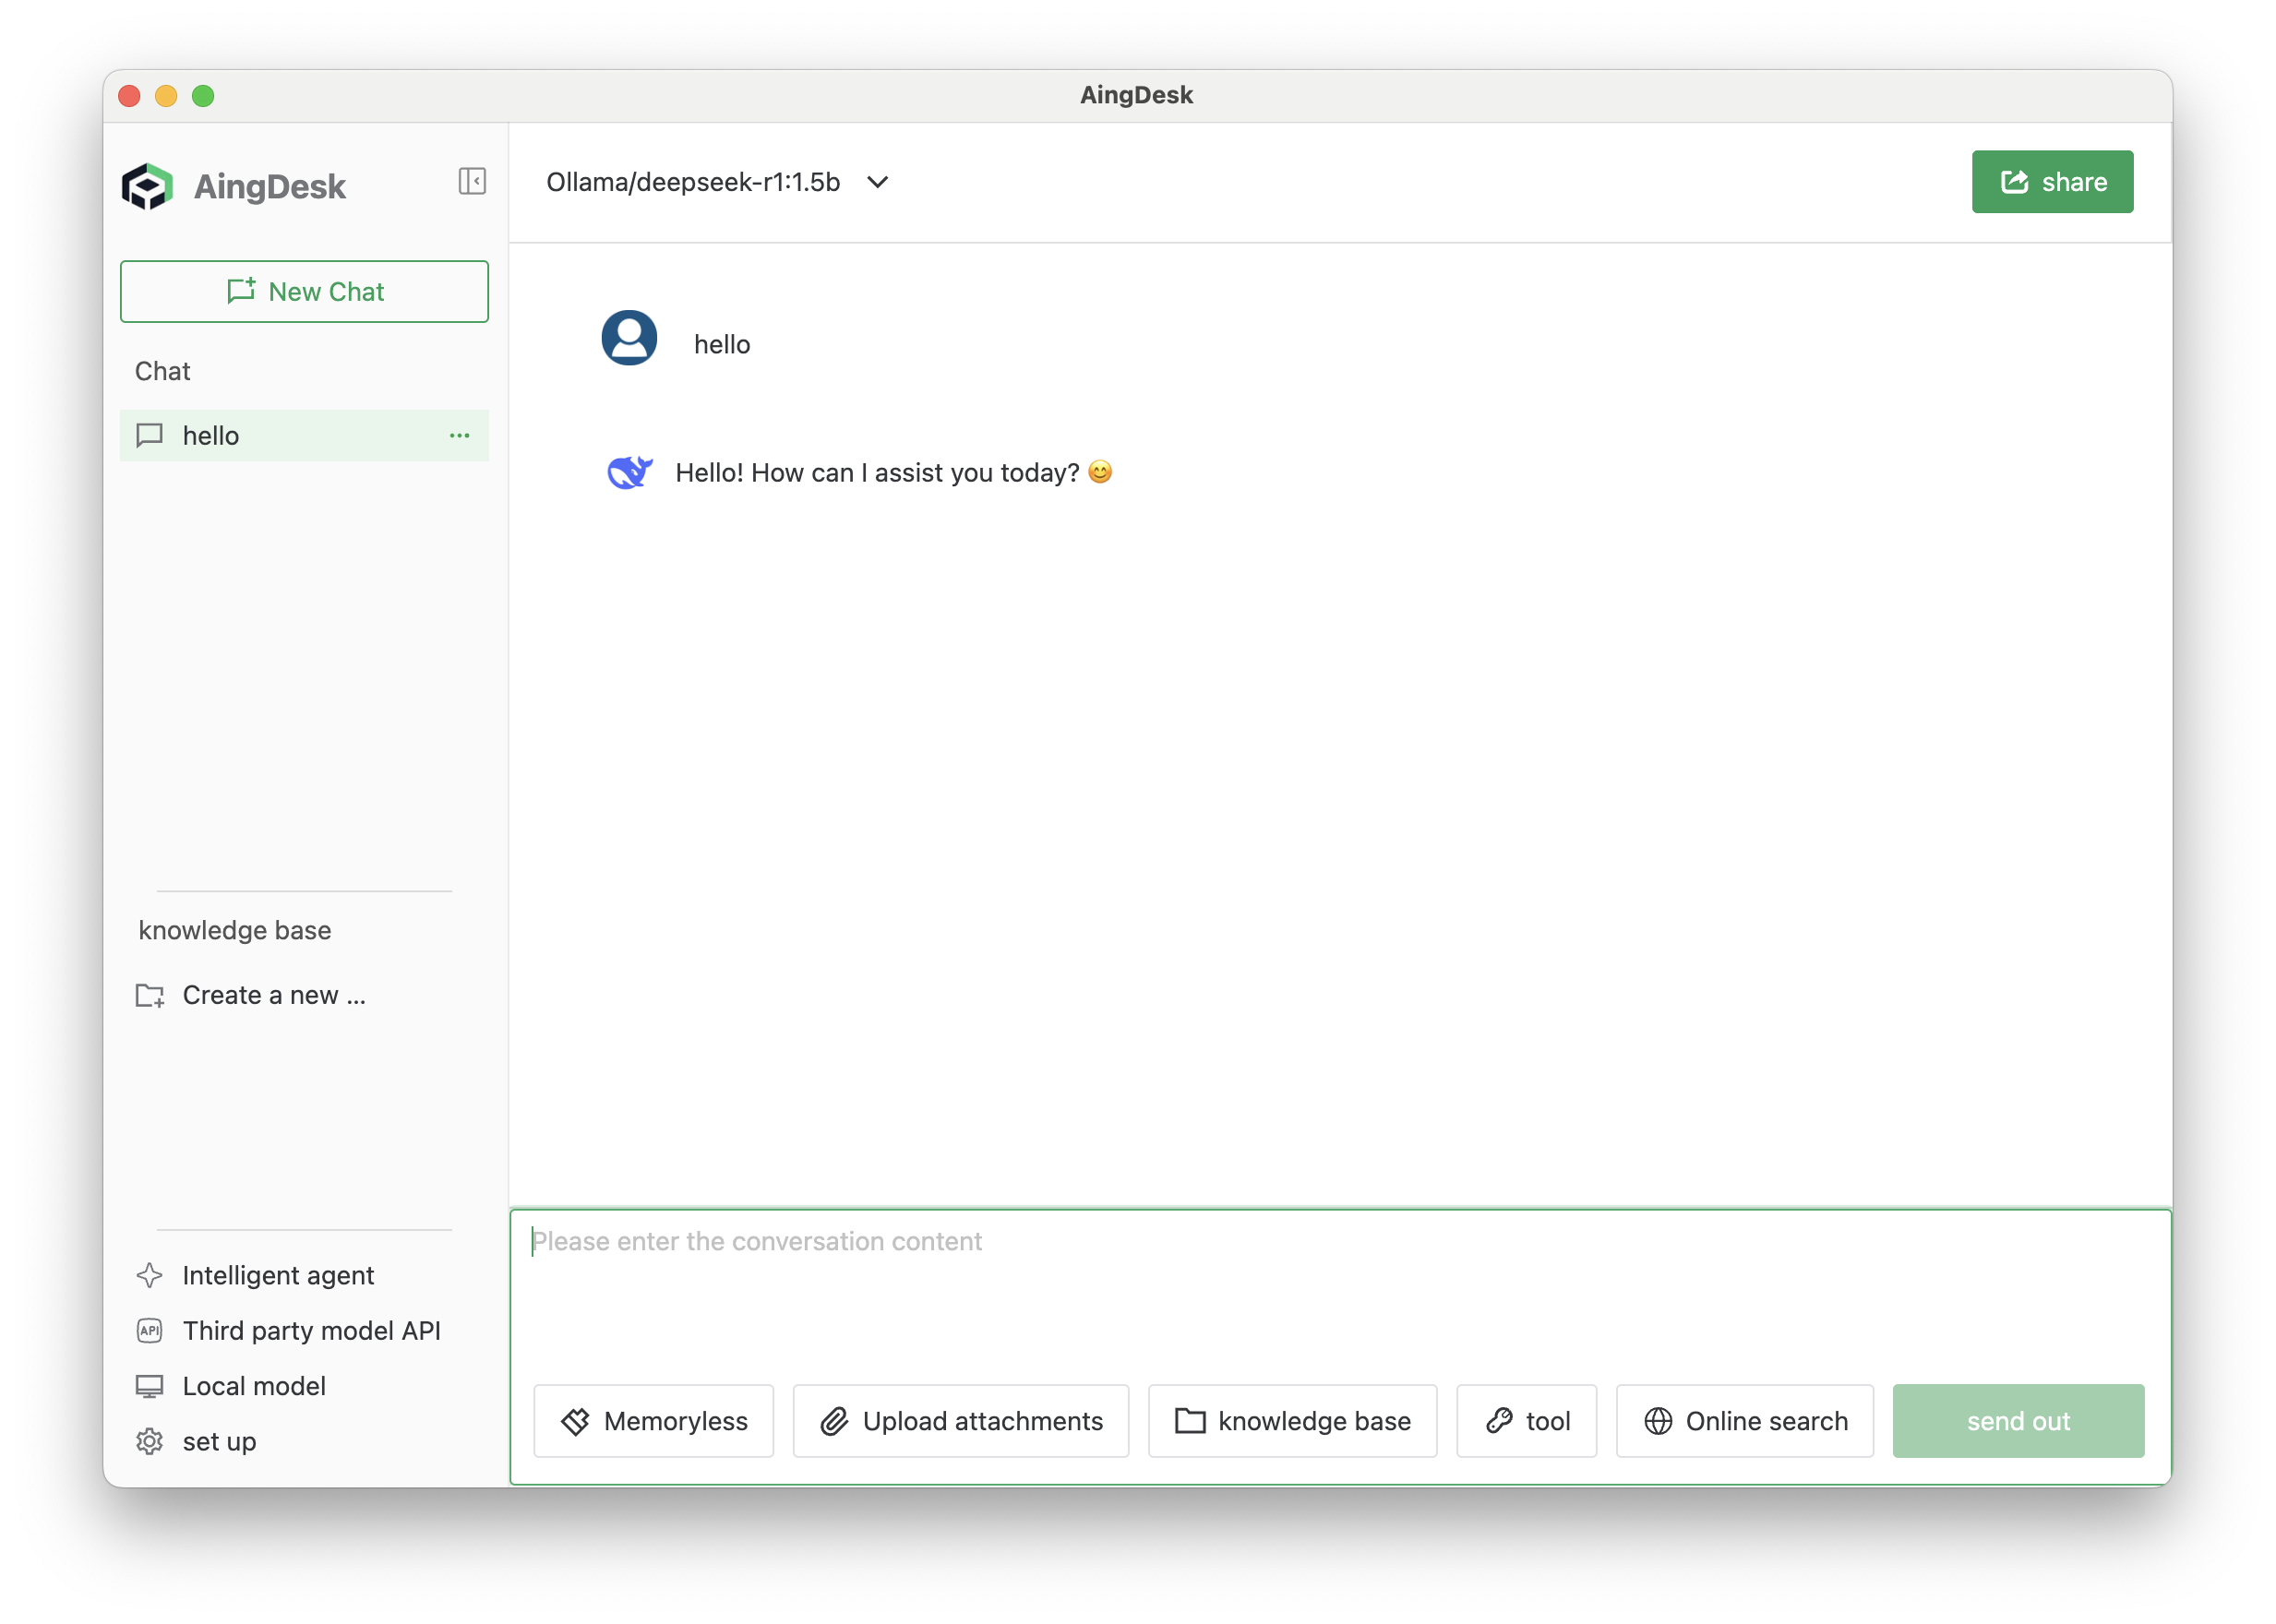 AingDesk
AingDesk
Ollama/deepseek-r1:1.5b
share
New Chat
Chat
hello
hello
Hello! How can I assist you today? 😊
knowledge base
Create a new ...
Intelligent agent
API Third party model API
Local model
set up
Please enter the conversation content
Memoryless
Upload attachments
knowledge base
tool
Online search
send out